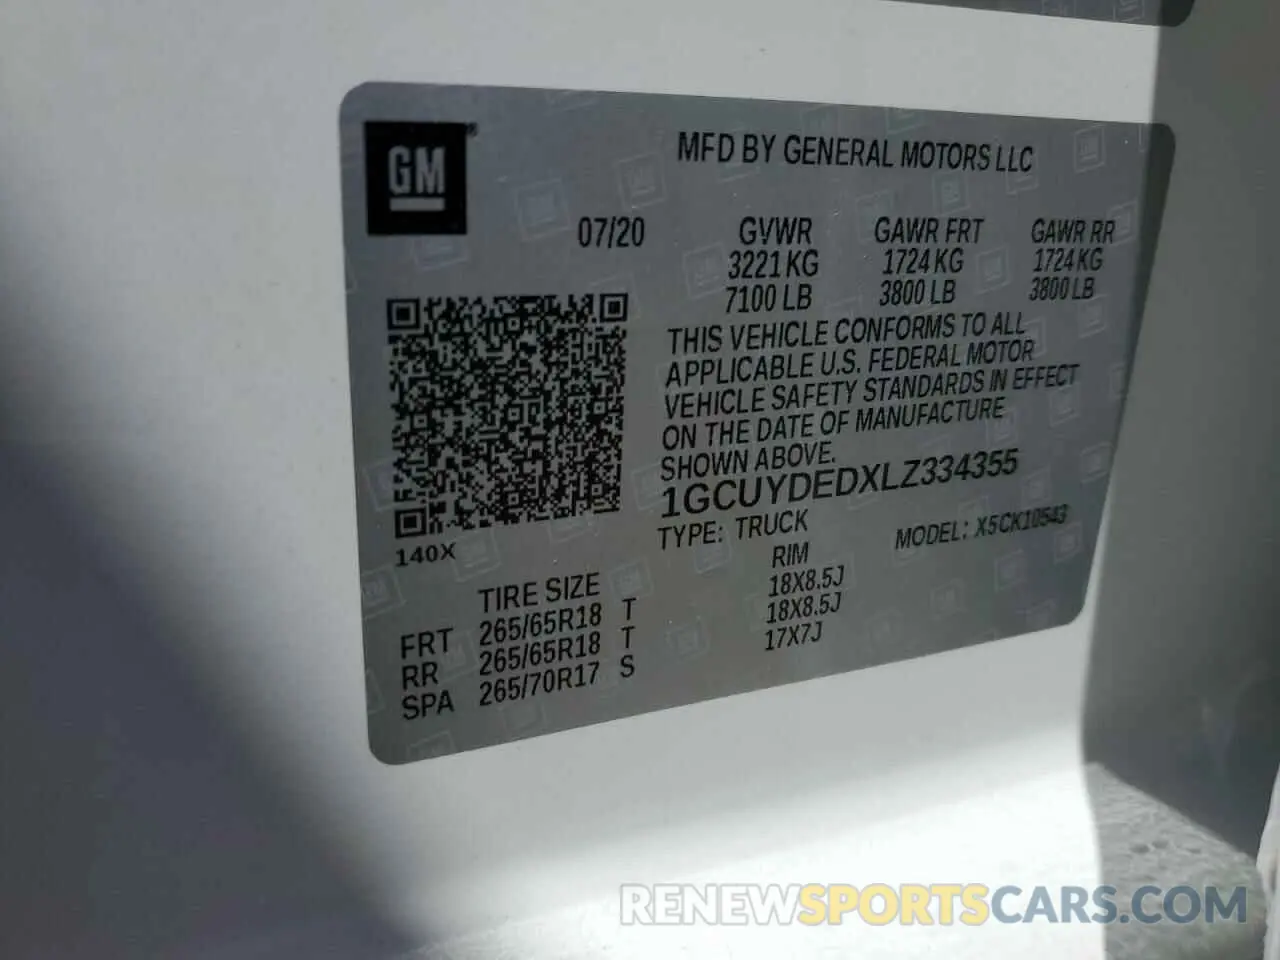 GM
MFD BY GENERAL MOTORS LLC
07/20 GVWR GAWR FRT GAWR RR
3221 KG 1724 KG 1724 KG
7100 LB 3800 LB 3800 LB
THIS VEHICLE CONFORMS TO ALL
APPLICABLE U.S. FEDERAL MOTOR
VEHICLE SAFETY STANDARDS IN EFFECT
ON THE DATE OF MANUFACTURE
SHOWN ABOVE.
1GCUYDEDXLZ334355
TYPE: TRUCK MODEL: X5CK10543
140X
TIRE SIZE RIM
FRT 265/65R18 T 18X8.5J
RR 265/65R18 T 18X8.5J
SPA 265/70R17 S 17X7J
RENEWSPORTSCARS.COM